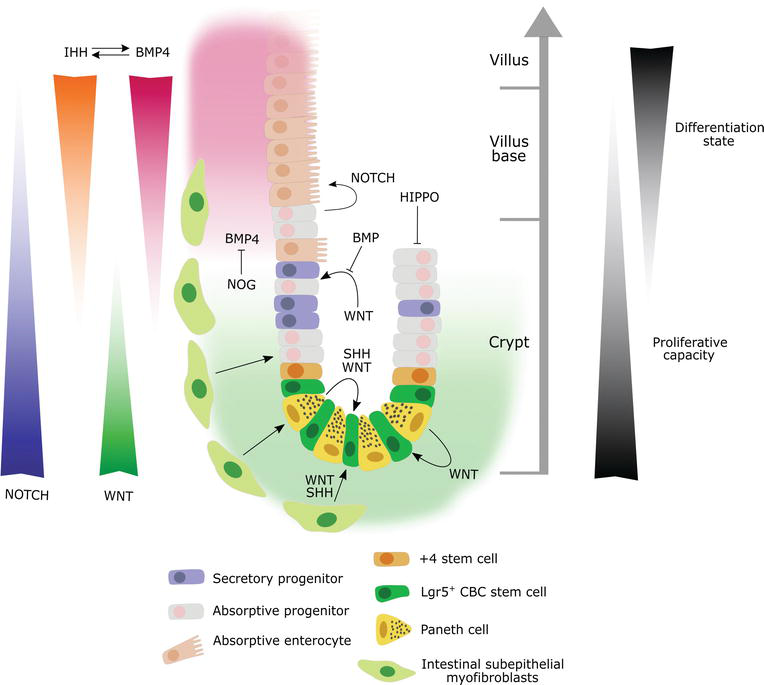 IHH
BMP4
NOTCH
WNT
NOTCH
HIPPO
BMP4
NOG
BMP
WNT
SHH
WNT
WNT
SHH
WNT
Villus
Villus
base
Crypt
Differentiation
state
Proliferative
capacity
Secretory progenitor
Absorptive progenitor
Absorptive enterocyte
+4 stem cell
Lgr5⁺ CBC stem cell
Paneth cell
Intestinal subepithelial
myofibroblasts